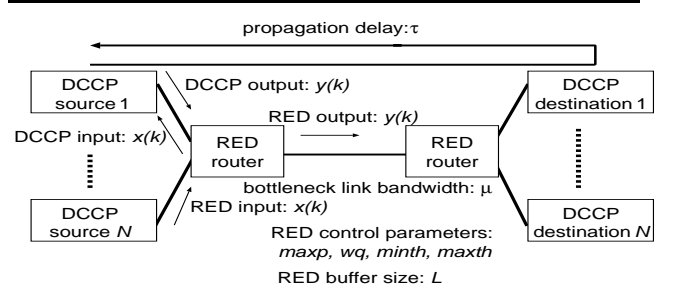 propagation delay:τ
DCCP
source 1
DCCP output: y(k)
DCCP
destination 1
RED output: y(k)
DCCP input: x(k)
RED
router
RED
router
bottleneck link bandwidth: μ
RED input: x(k)
DCCP
source N
DCCP
destination N
RED control parameters:
maxp, wq, minth, maxth
RED buffer size: L